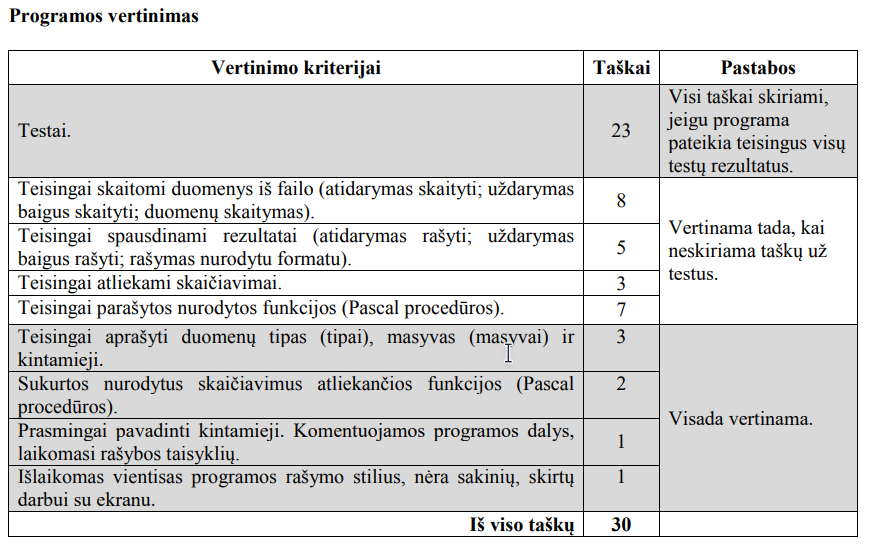 Programos vertinimas
Vertinimo kriterijai Taškai Pastabos
Testai. 23
Visi taškai skiriami,
jeigu programa
pateikia teisingus visų
testų rezultatus.
Teisingai skaitomi duomenys iš failo (atidarymas skaityti; uždarymas
baigus skaityti; duomenų skaitymas).
8
Teisingai spausdinami rezultatai (atidarymas rašyti; uždarymas
baigus rašyti; rašymas nurodytu formatu).
5
Teisingai atliekami skaičiavimai. 3
Teisingai parašytos nurodytos funkcijos (Pascal procedūros). 7
Vertinama tada, kai
neskiriama taškų už
testus.
Teisingai aprašyti duomenų tipas (tipai), masyvas (masyvai) ir
kintamieji.
3
Sukurtos nurodytus skaičiavimus atliekančios funkcijos (Pascal
procedūros).
2
Prasmingai pavadinti kintamieji. Komentuojamos programos dalys,
laikomasi rašybos taisyklių.
1
Išlaikomas vientisas programos rašymo stilius, nėra sakinių, skirtų
darbui su ekranu.
1
Visada vertinama.
Iš viso taškų 30